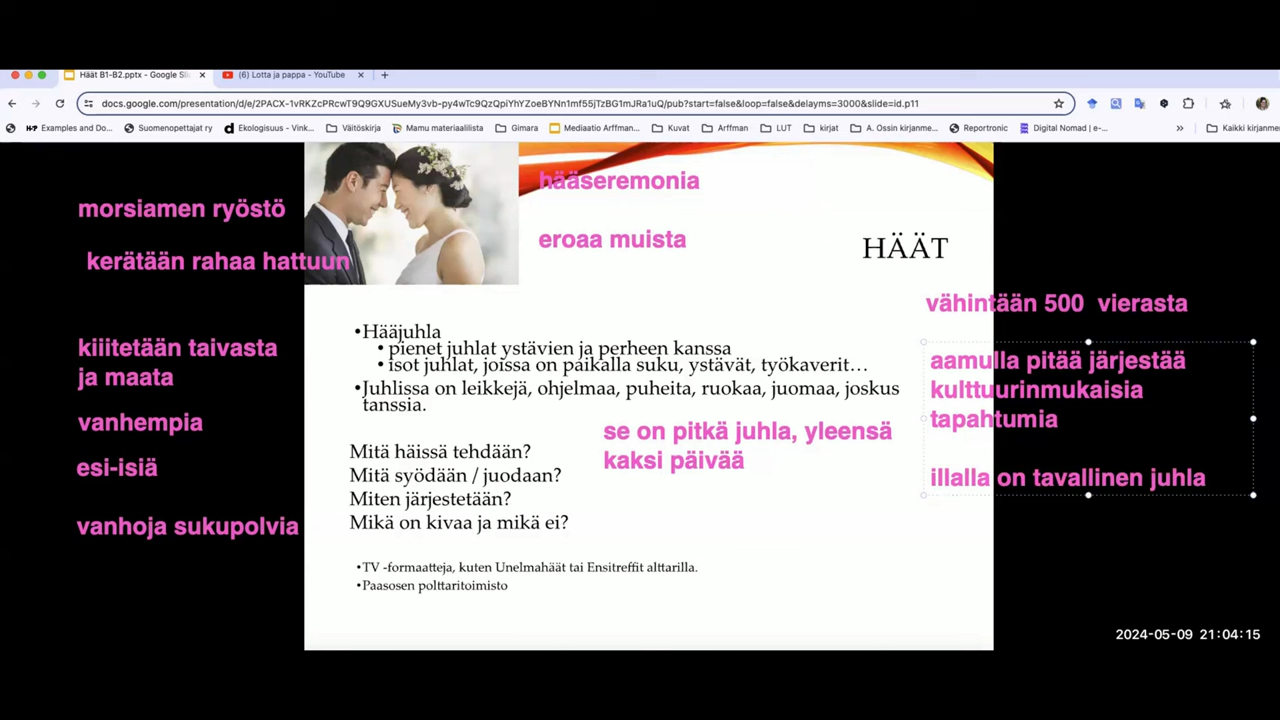 Häät B1-B2.pptx - Google Sli
(6) Lotta ja pappa - YouTube
docs.google.com/presentation/d/e/2PACX-1vRKZcPRcwT9Q9GXUSueMy3vb-py4wTc9QzQpiYhYZoeBYNn1mf55jTzBG1mJRa1uQ/pub?start=false&loop=false&delayms=3000&slide=id.p11
Examples and Do...
Suomenopettajat ry
Ekologisuus - Vink...
Väitöskirja
Mamu materiaalilista
Gimara
Mediaatio Arffman...
Kuvat
Arffman
LUT
kirjat
A. Ossin kirjanme...
Reportronic
Digital Nomad | e-...
Kaikki kirjanmer
hääseremonia
morsiamen ryöstö
eroaa muista
HÄÄT
kerätään rahaa hattuun
vähintään 500 vierasta
•Hääjuhla
•pienet juhlat ystävien ja perheen kanssa
•isot juhlat, joissa on paikalla suku, ystävät, työkaverit…
•Juhlissa on leikkejä, ohjelmaa, puheita, ruokaa, juomaa, joskus
tanssia.
kiiitetään taivasta
ja maata
vanhempia
esi-isiä
vanhoja sukupolvia
aamulla pitää järjestää
kulttuurinmukaisia
tapahtumia
illalla on tavallinen juhla
se on pitkä juhla, yleensä
kaksi päivää
Mitä häissä tehdään?
Mitä syödään / juodaan?
Miten järjestetään?
Mikä on kivaa ja mikä ei?
•TV -formaatteja, kuten Unelmahäät tai Ensitreffit alttarilla.
•Paasosen polttaritoimisto
2024-05-09 21:04:15